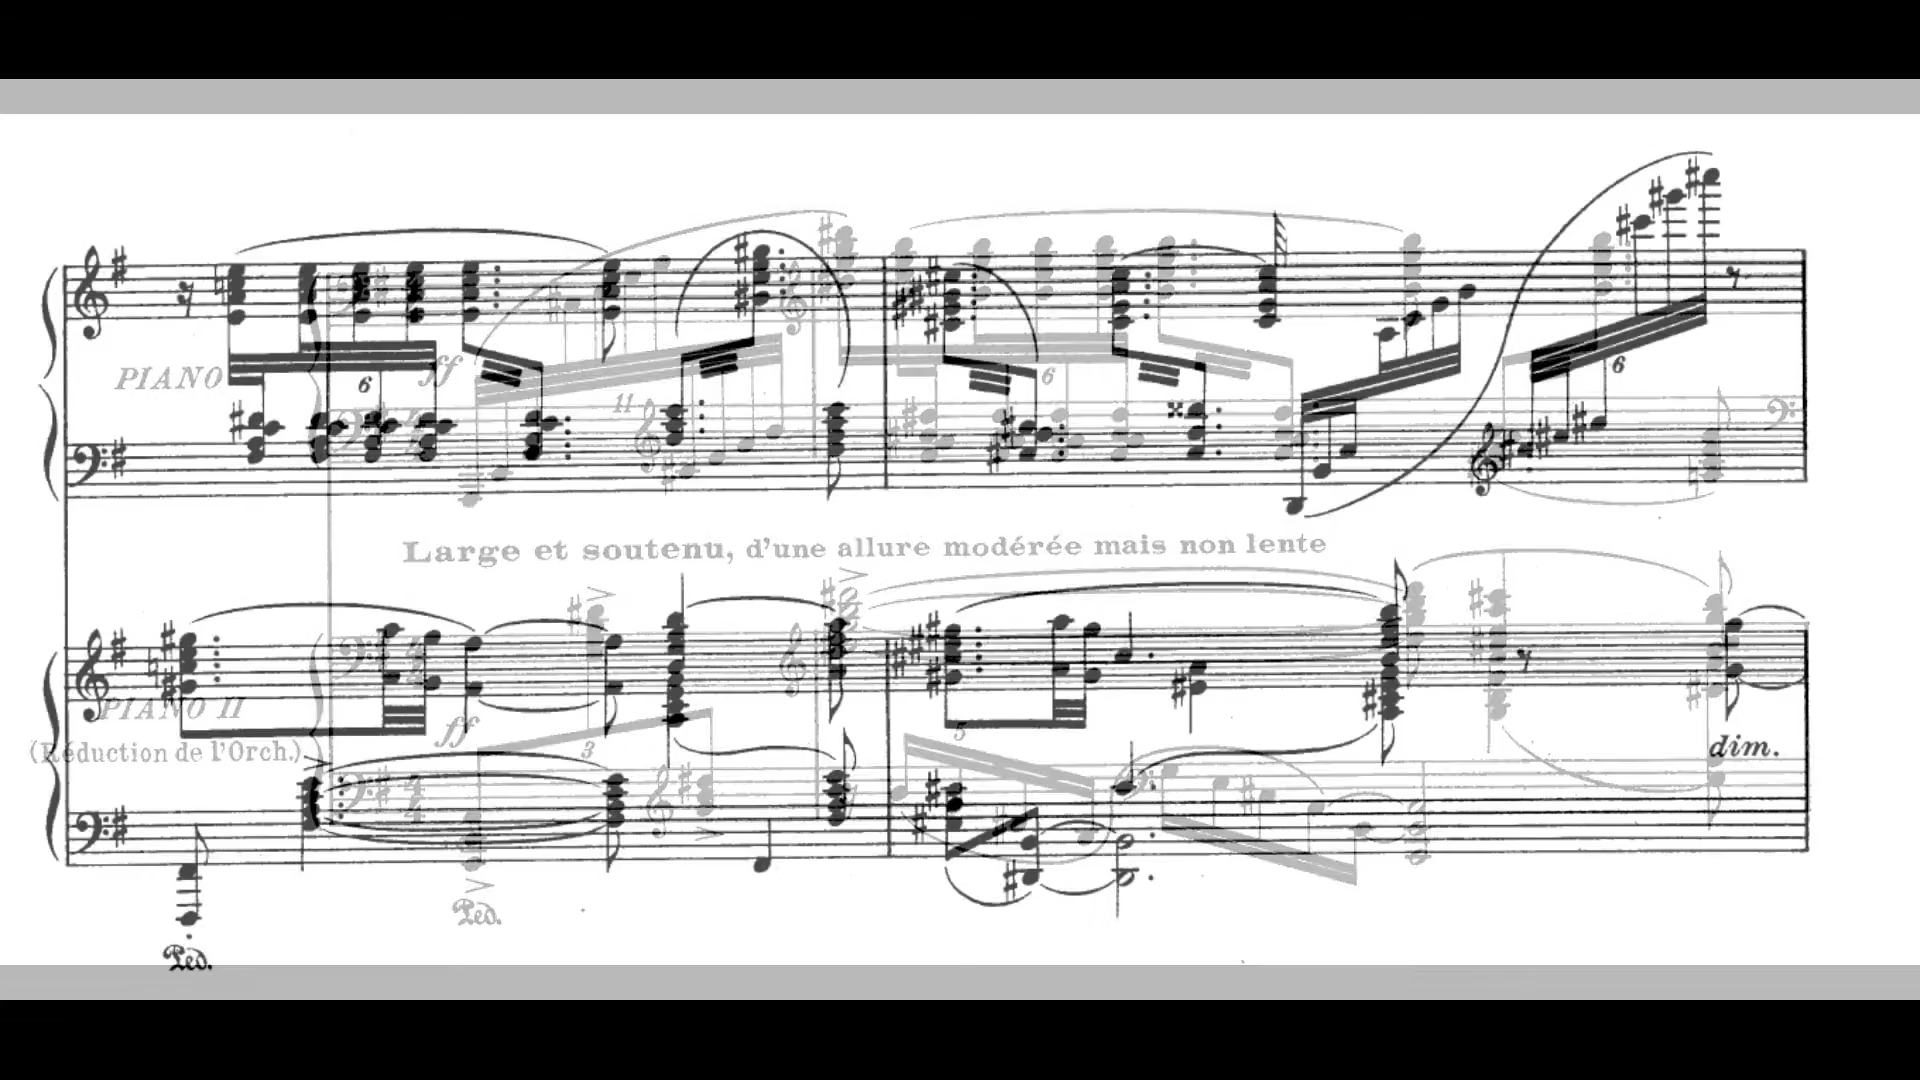 PIANO
ff
6
11
6
6
Large et soutenu, d'une allure modérée mais non lente
PIANO II
ff
(Réduction de l'Orch.)
3
5
dim.
Ped.
Ped.